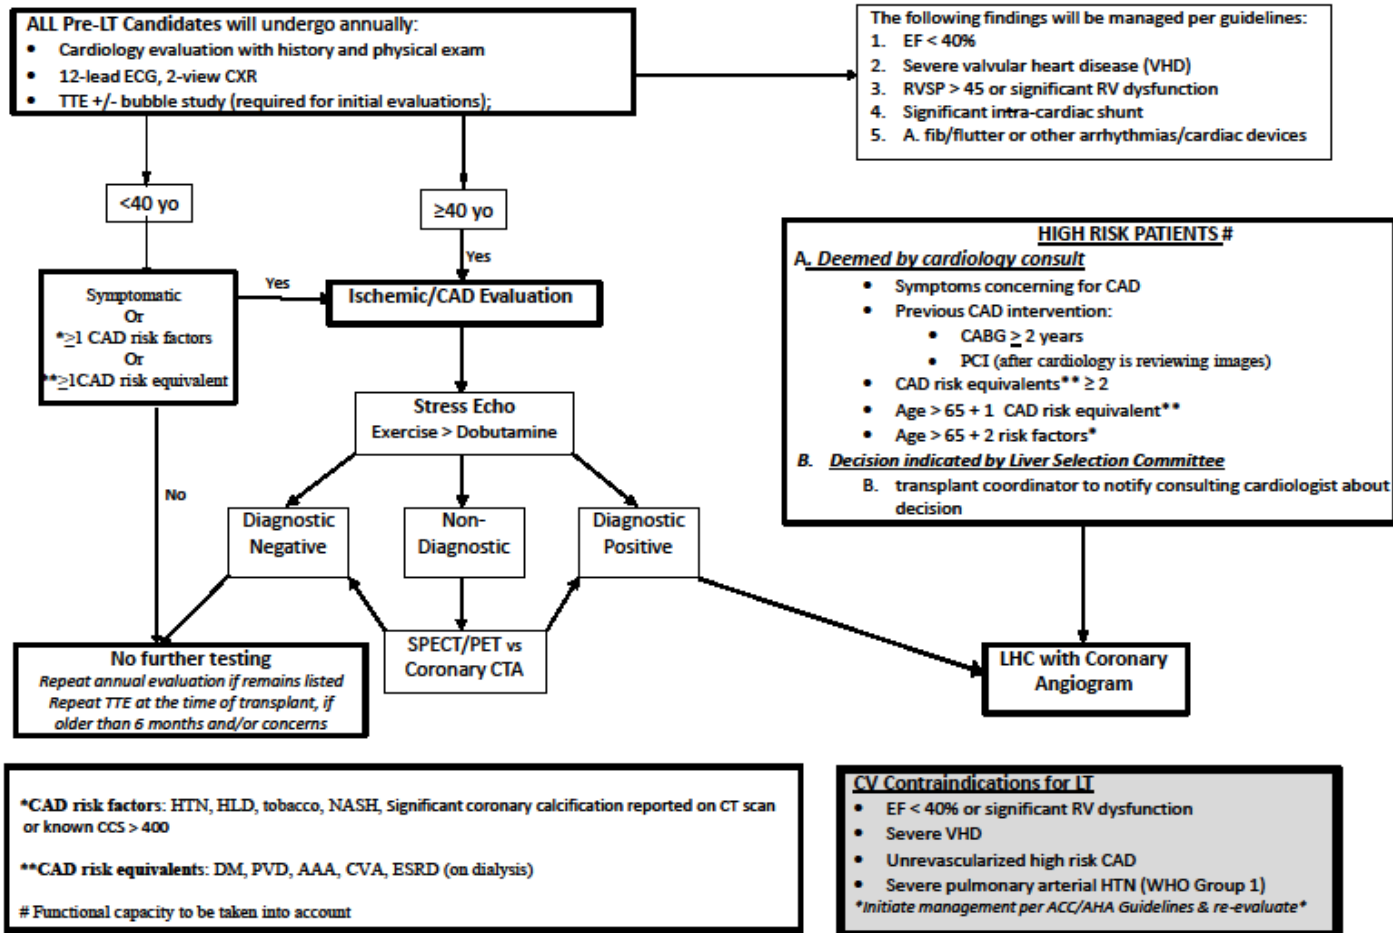 ALL Pre-LT Candidates will undergo annually:
• Cardiology evaluation with history and physical exam
• 12-lead ECG, 2-view CXR
• TTE +/- bubble study (required for initial evaluations);
The following findings will be managed per guidelines:
1. EF < 40%
2. Severe valvular heart disease (VHD)
3. RVSP > 45 or significant RV dysfunction
4. Significant intra-cardiac shunt
5. A. fib/flutter or other arrhythmias/cardiac devices
<40 yo
≥40 yo
Yes
Yes
Symptomatic
Or
*≥1 CAD risk factors
Or
**≥1CAD risk equivalent
Ischemic/CAD Evaluation
HIGH RISK PATIENTS #
A. Deemed by cardiology consult
• Symptoms concerning for CAD
• Previous CAD intervention:
• CABG ≥ 2 years
• PCI (after cardiology is reviewing images)
• CAD risk equivalents** ≥ 2
• Age > 65 + 1 CAD risk equivalent**
• Age > 65 + 2 risk factors*
B. Decision indicated by Liver Selection Committee
B. transplant coordinator to notify consulting cardiologist about
decision
Stress Echo
Exercise > Dobutamine
No
Diagnostic
Negative
Non-
Diagnostic
Diagnostic
Positive
SPECT/PET vs
Coronary CTA
No further testing
Repeat annual evaluation if remains listed
Repeat TTE at the time of transplant, if
older than 6 months and/or concerns
LHC with Coronary
Angiogram
*CAD risk factors: HTN, HLD, tobacco, NASH, Significant coronary calcification reported on CT scan
or known CCS > 400
**CAD risk equivalents: DM, PVD, AAA, CVA, ESRD (on dialysis)
# Functional capacity to be taken into account
CV Contraindications for LT
• EF < 40% or significant RV dysfunction
• Severe VHD
• Unrevascularized high risk CAD
• Severe pulmonary arterial HTN (WHO Group 1)
*Initiate management per ACC/AHA Guidelines & re-evaluate*